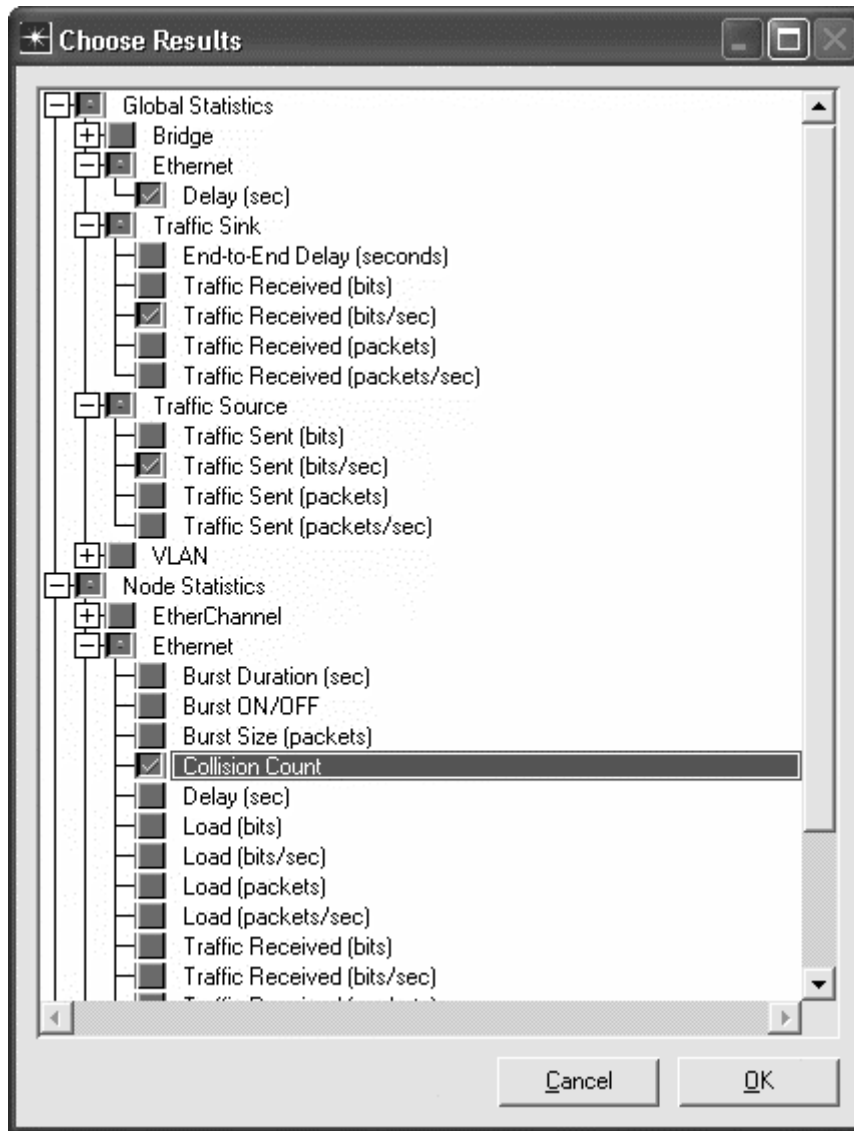 Choose Results
Global Statistics
Bridge
Ethernet
Delay (sec)
Traffic Sink
End-to-End Delay (seconds)
Traffic Received (bits)
Traffic Received (bits/sec)
Traffic Received (packets)
Traffic Received (packets/sec)
Traffic Source
Traffic Sent (bits)
Traffic Sent (bits/sec)
Traffic Sent (packets)
Traffic Sent (packets/sec)
VLAN
Node Statistics
EtherChannel
Ethernet
Burst Duration (sec)
Burst ON/OFF
Burst Size (packets)
Collision Count
Delay (sec)
Load (bits)
Load (bits/sec)
Load (packets)
Load (packets/sec)
Traffic Received (bits)
Traffic Received (bits/sec)
Cancel OK